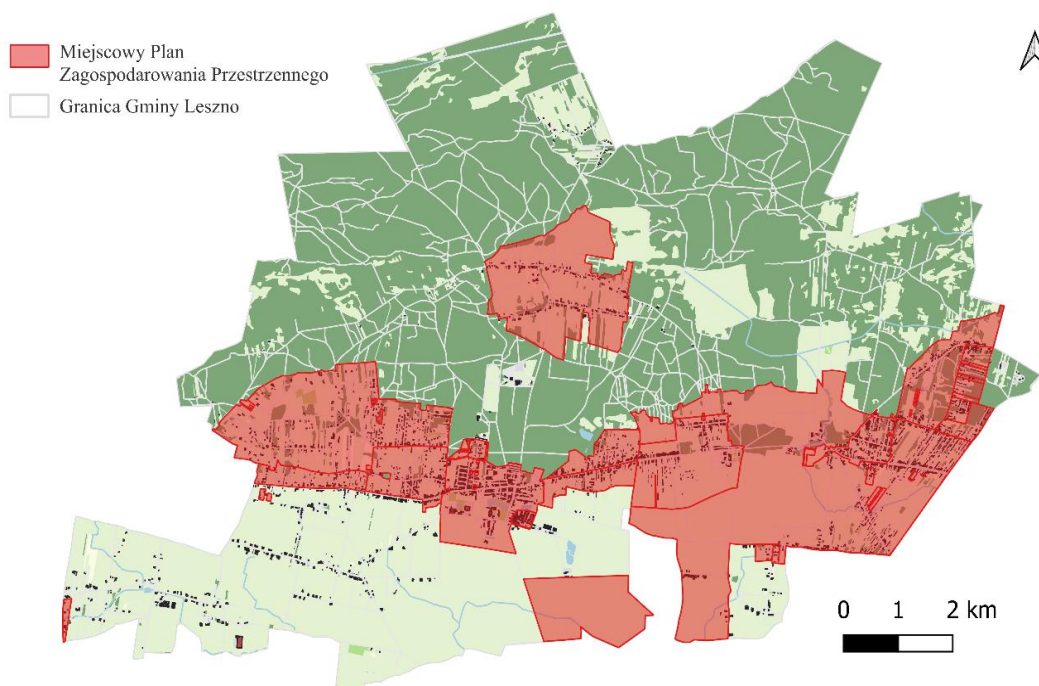 Miejscowy Plan
Zagospodarowania Przestrzennego
Granica Gminy Leszno
0 1 2 km